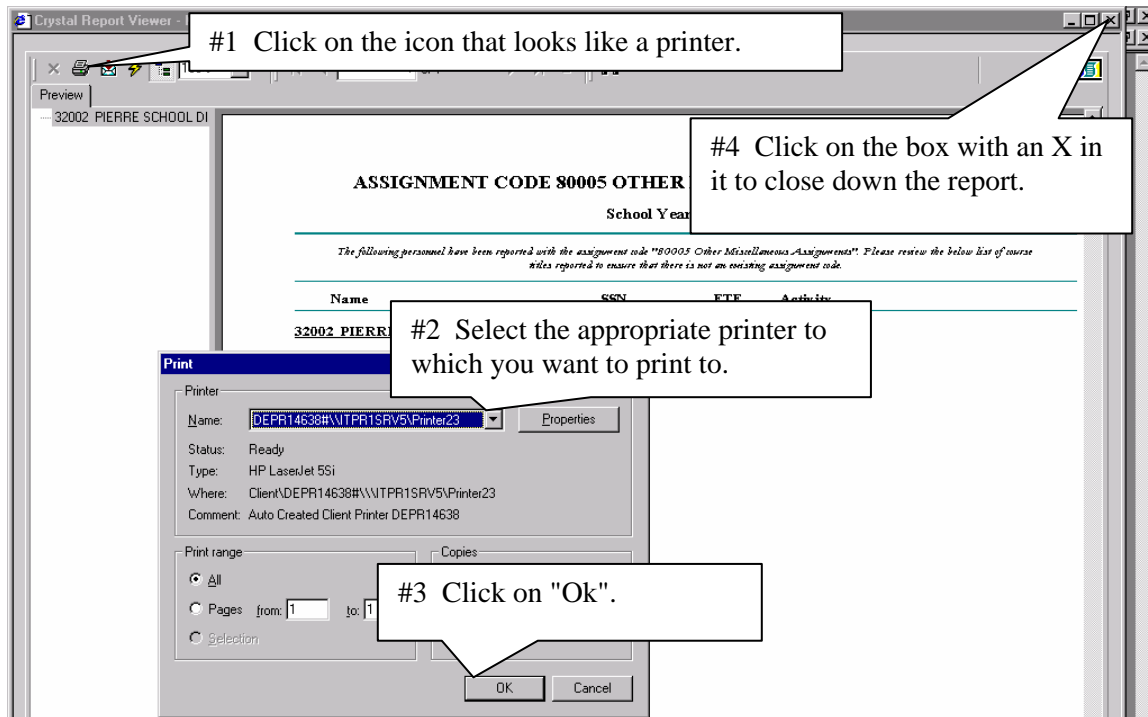 Crystal Report Viewer -
#1 Click on the icon that looks like a printer.
Preview
32002 PIERRE SCHOOL DI
#4 Click on the box with an X in
it to close down the report.
ASSIGNMENT CODE 80005 OTHER
School Year
The following personnel have been reported with the assignment code "80005 Other Miscellaneous Assignments". Please review the below list of course
titles reported to ensure that there is not an existing assignment code.
Name SSN FTE Activity
32002 PIERRE
#2 Select the appropriate printer to
which you want to print to.
Print
Printer
Name: DEPR14638#\\ITPR1SRV5\Printer23 Properties
Status: Ready
Type: HP LaserJet 5Si
Where: Client\DEPR14638#\\\ITPR1SRV5\Printer23
Comment: Auto Created Client Printer DEPR14638
Print range Copies
All
Pages from: 1 to: 1
Selection
#3 Click on "Ok".
OK Cancel